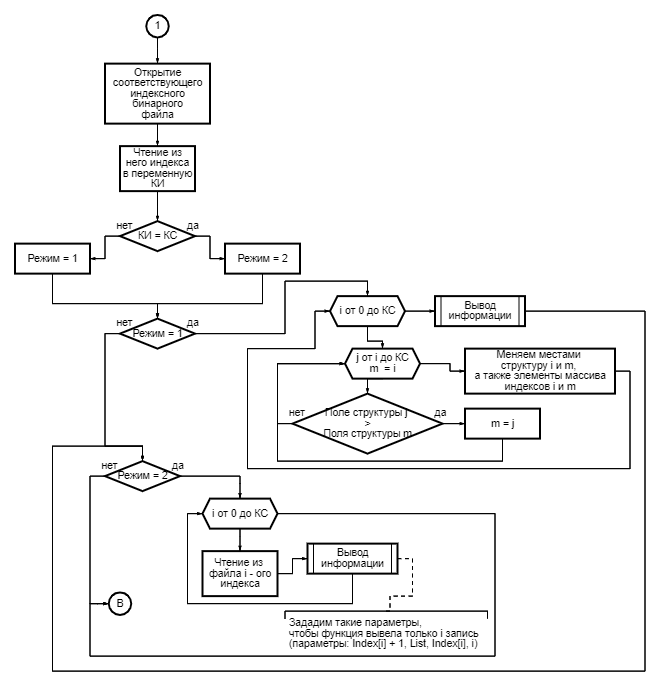 1
Открытие
соответствующего
индексного
бинарного
файла
Чтение из
него индекса
в переменную
КИ
нет
да
КИ = КС
Режим = 1
Режим = 2
нет
да
Режим = 1
i от 0 до КС
Вывод
информации
j от i до КС
m = i
Меняем местами
структуру i и m,
а также элементы массива
индексов i и m
нет
да
Поле структуры j
>
Поля структуры m
m = j
нет
да
Режим = 2
i от 0 до КС
Чтение из
файла i - ого
индекса
Вывод
информации
B
Зададим такие параметры,
чтобы функция вывела только i запись
(параметры: Index[i] + 1, List, Index[i], i)